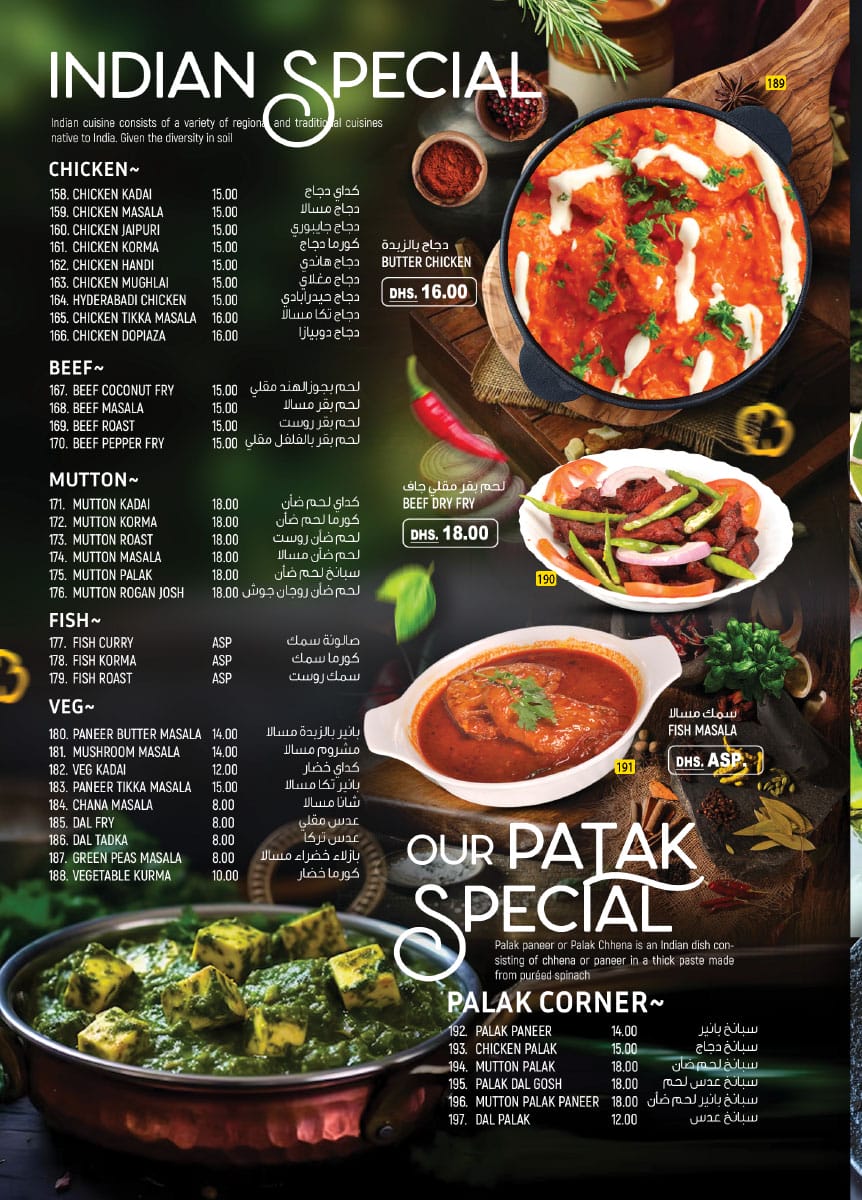 INDIAN SPECIAL
Indian cuisine consists of a variety of regional and traditional cuisines
native to India. Given the diversity in soil
CHICKEN~
158. CHICKEN KADAI 15.00 كداي دجاج
159. CHICKEN MASALA 15.00 دجاج مسالا
160. CHICKEN JAIPURI 15.00 دجاج جايبوري
161. CHICKEN KORMA 15.00 كورما دجاج
162. CHICKEN HANDI 15.00 دجاج هاندي
163. CHICKEN MUGHLAI 15.00 دجاج مغلاي
164. HYDERABADI CHICKEN 15.00 دجاج حيدرآبادي
165. CHICKEN TIKKA MASALA 16.00 دجاج تكا مسالا
166. CHICKEN DOPIAZA 16.00 دجاج دوبيازا
BEEF~
167. BEEF COCONUT FRY 15.00 لحم بجوزالهند مقلي
168. BEEF MASALA 15.00 لحم بقر مسالا
169. BEEF ROAST 15.00 لحم بقر روست
170. BEEF PEPPER FRY 15.00 لحم بقر بالفلفل مقلي
MUTTON~
171. MUTTON KADAI 18.00 كداي لحم ضأن
172. MUTTON KORMA 18.00 كورما لحم ضأن
173. MUTTON ROAST 18.00 لحم ضأن روست
174. MUTTON MASALA 18.00 لحم ضأن مسالا
175. MUTTON PALAK 18.00 سبانخ لحم ضأن
176. MUTTON ROGAN JOSH 18.00 لحم ضأن روجان جوش
FISH~
177. FISH CURRY ASP صالونة سمك
178. FISH KORMA ASP كورما سمك
179. FISH ROAST ASP سمك روست
VEG~
180. PANEER BUTTER MASALA 14.00 بانير بالزبدة مسالا
181. MUSHROOM MASALA 14.00 مشروم مسالا
182. VEG KADAI 12.00 كداي خضار
183. PANEER TIKKA MASALA 15.00 بانير تكا مسالا
184. CHANA MASALA 8.00 شانا مسالا
185. DAL FRY 8.00 عدس مقلي
186. DAL TADKA 8.00 عدس تركا
187. GREEN PEAS MASALA 8.00 بازلاء خضراء مسالا
188. VEGETABLE KURMA 10.00 كورما خضار
189
دجاج بالزبدة
BUTTER CHICKEN
DHS. 16.00
لحم بقر مقلي جاف
BEEF DRY FRY
DHS. 18.00
190
سمك مسالا
FISH MASALA
DHS. ASP.
191
OUR PATAK
SPECIAL
Palak paneer or Palak Chhena is an Indian dish con-
sisting of chhena or paneer in a thick paste made
from puréed spinach
PALAK CORNER~
192. PALAK PANEER 14.00 سبانخ بانير
193. CHICKEN PALAK 15.00 سبانخ دجاج
194. MUTTON PALAK 18.00 سبانخ لحم ضأن
195. PALAK DAL GOSH 18.00 سبانخ عدس لحم
196. MUTTON PALAK PANEER 18.00 سبانخ بانير لحم ضأن
197. DAL PALAK 12.00 سبانخ عدس